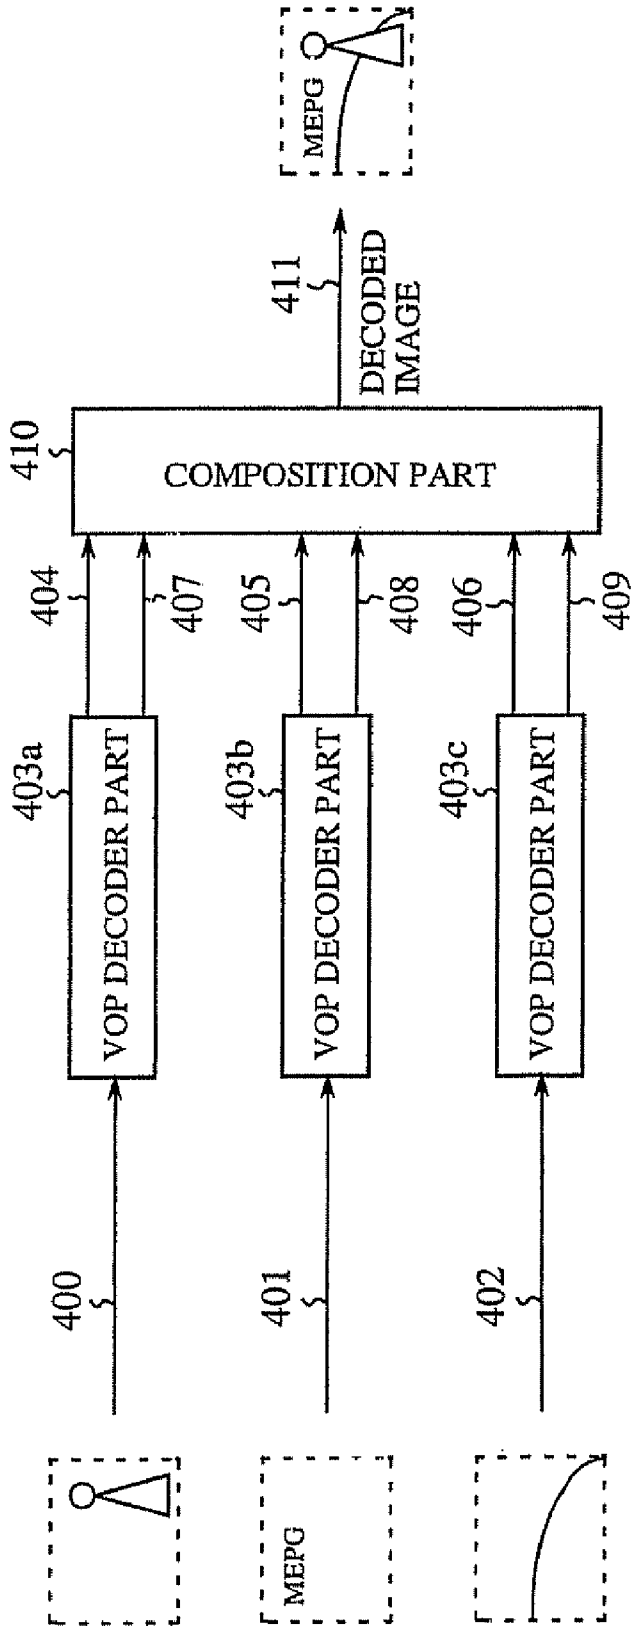 400
403a
VOP DECODER PART
404
407
MEPG
401
403b
VOP DECODER PART
405
408
402
403c
VOP DECODER PART
406
409
410
COMPOSITION PART
411
DECODED
IMAGE
MEPG